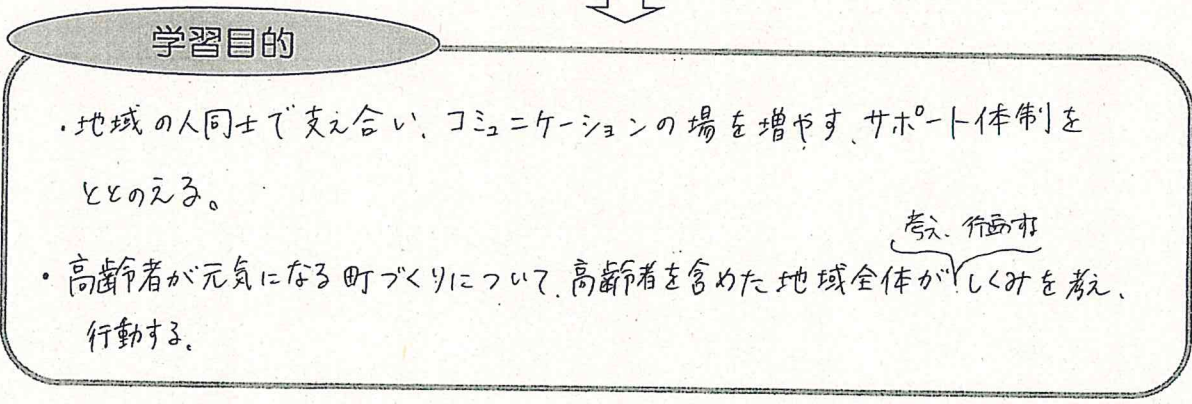 学習目的
・地域の人同士で支え合い、コミュニケーションの場を増やす、サポート体制を
ととのえる。
考え、行動する
・高齢者が元気になる町づくりについて、高齢者を含めた地域全体がしくみを考え、
行動する。